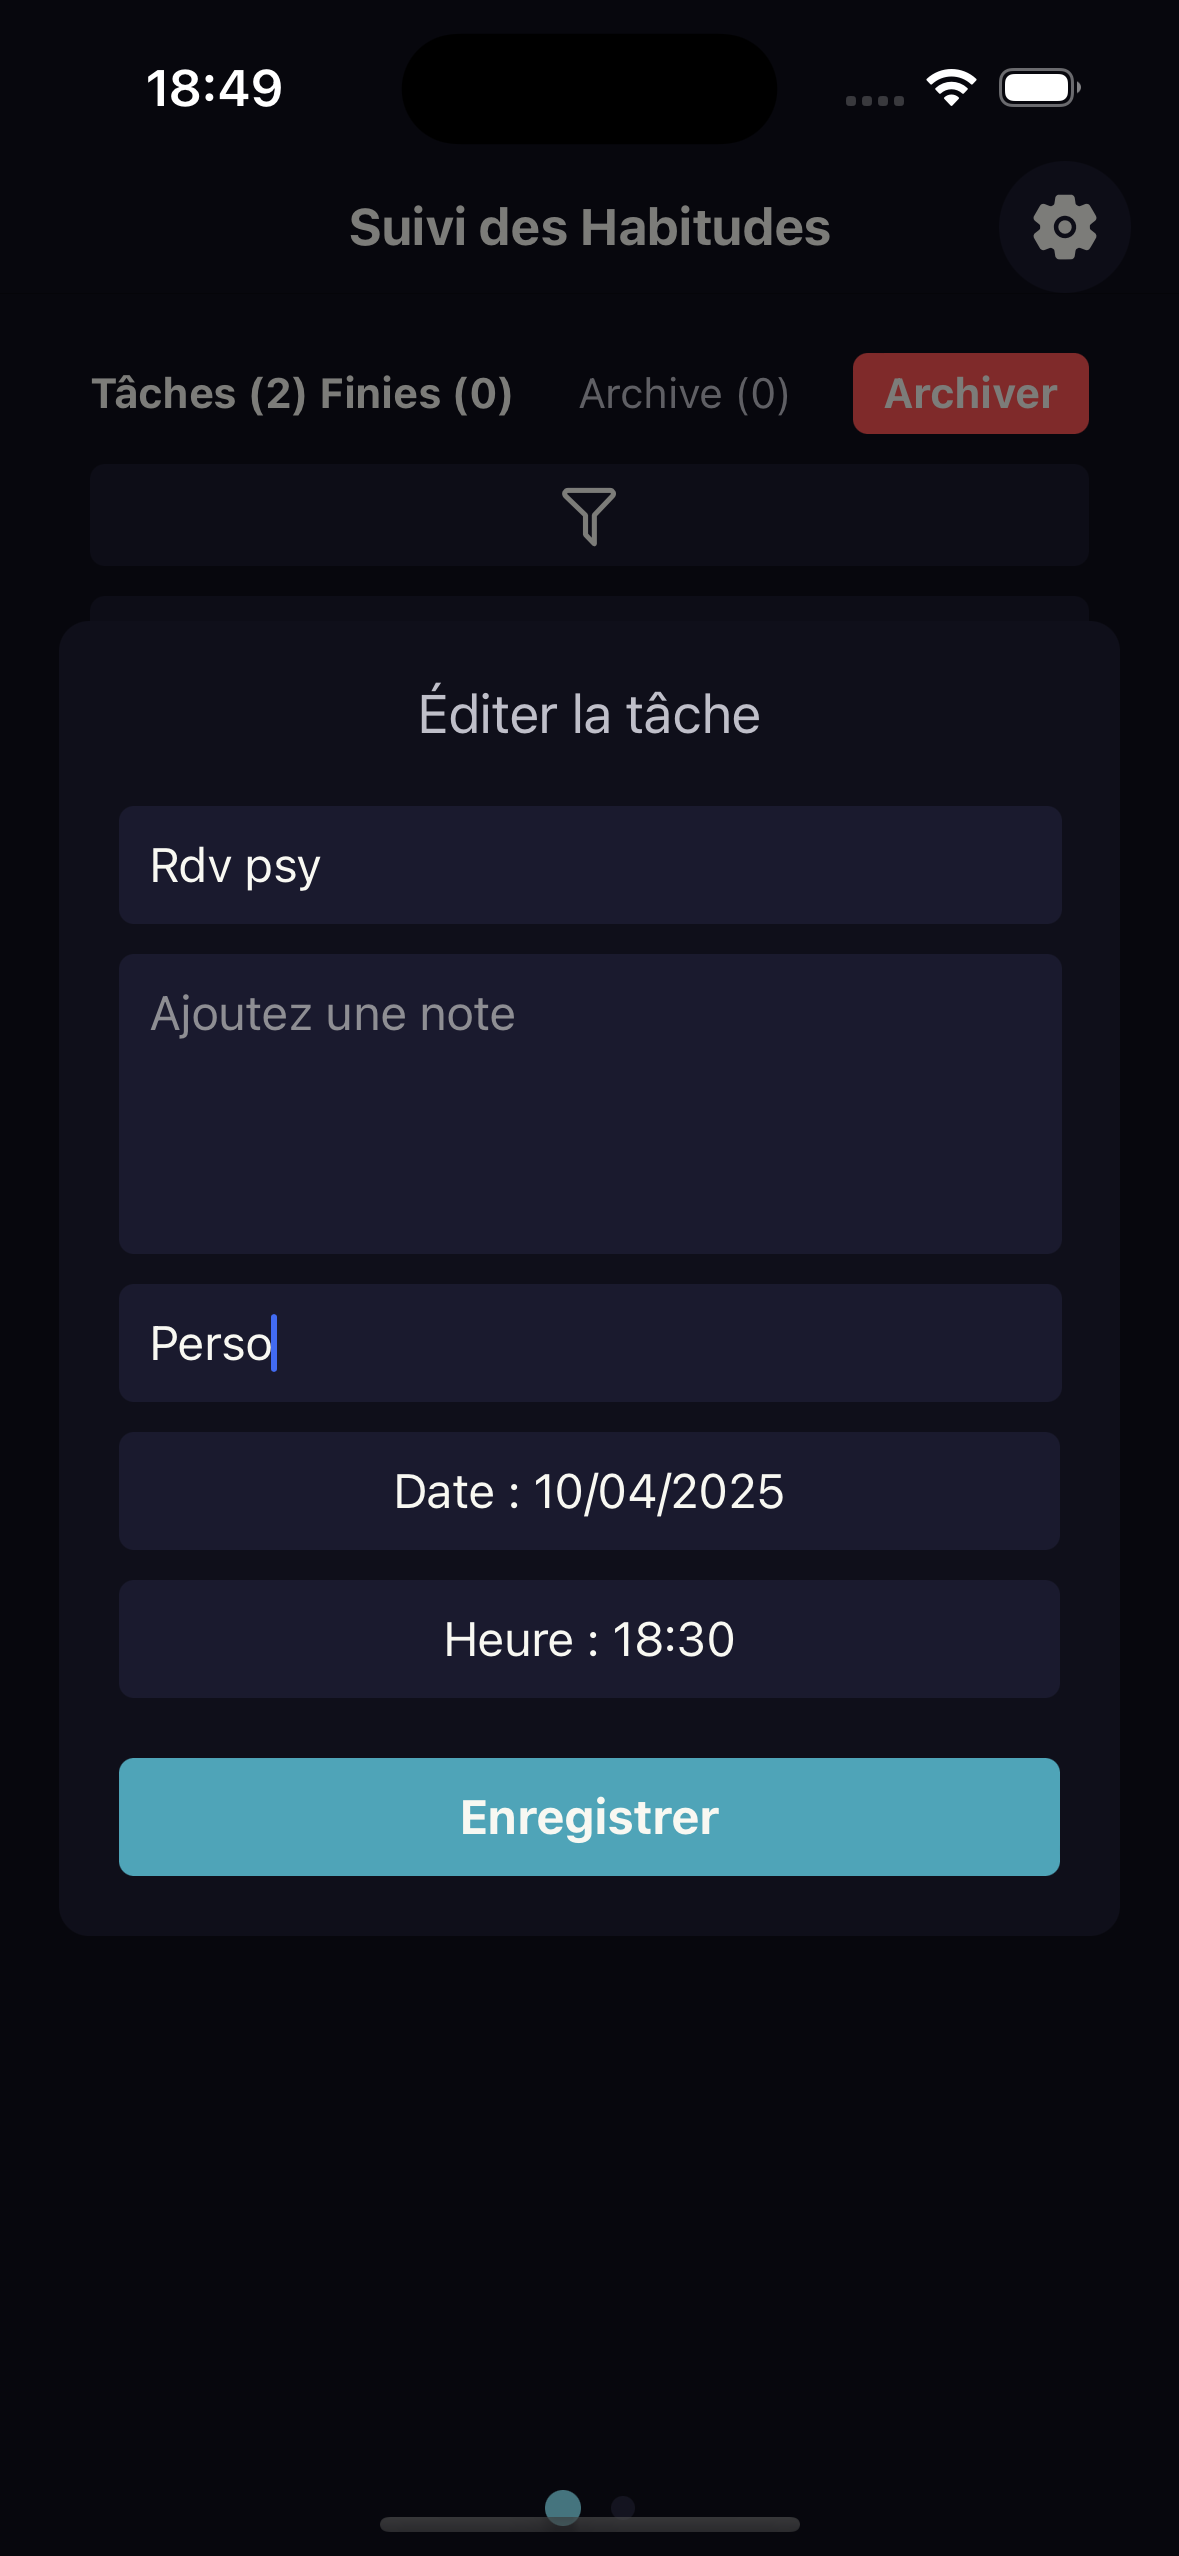 18:49
Suivi des Habitudes
Tâches (2) Finies (0) Archive (0) Archiver
Éditer la tâche
Rdv psy
Ajoutez une note
Perso
Date : 10/04/2025
Heure : 18:30
Enregistrer